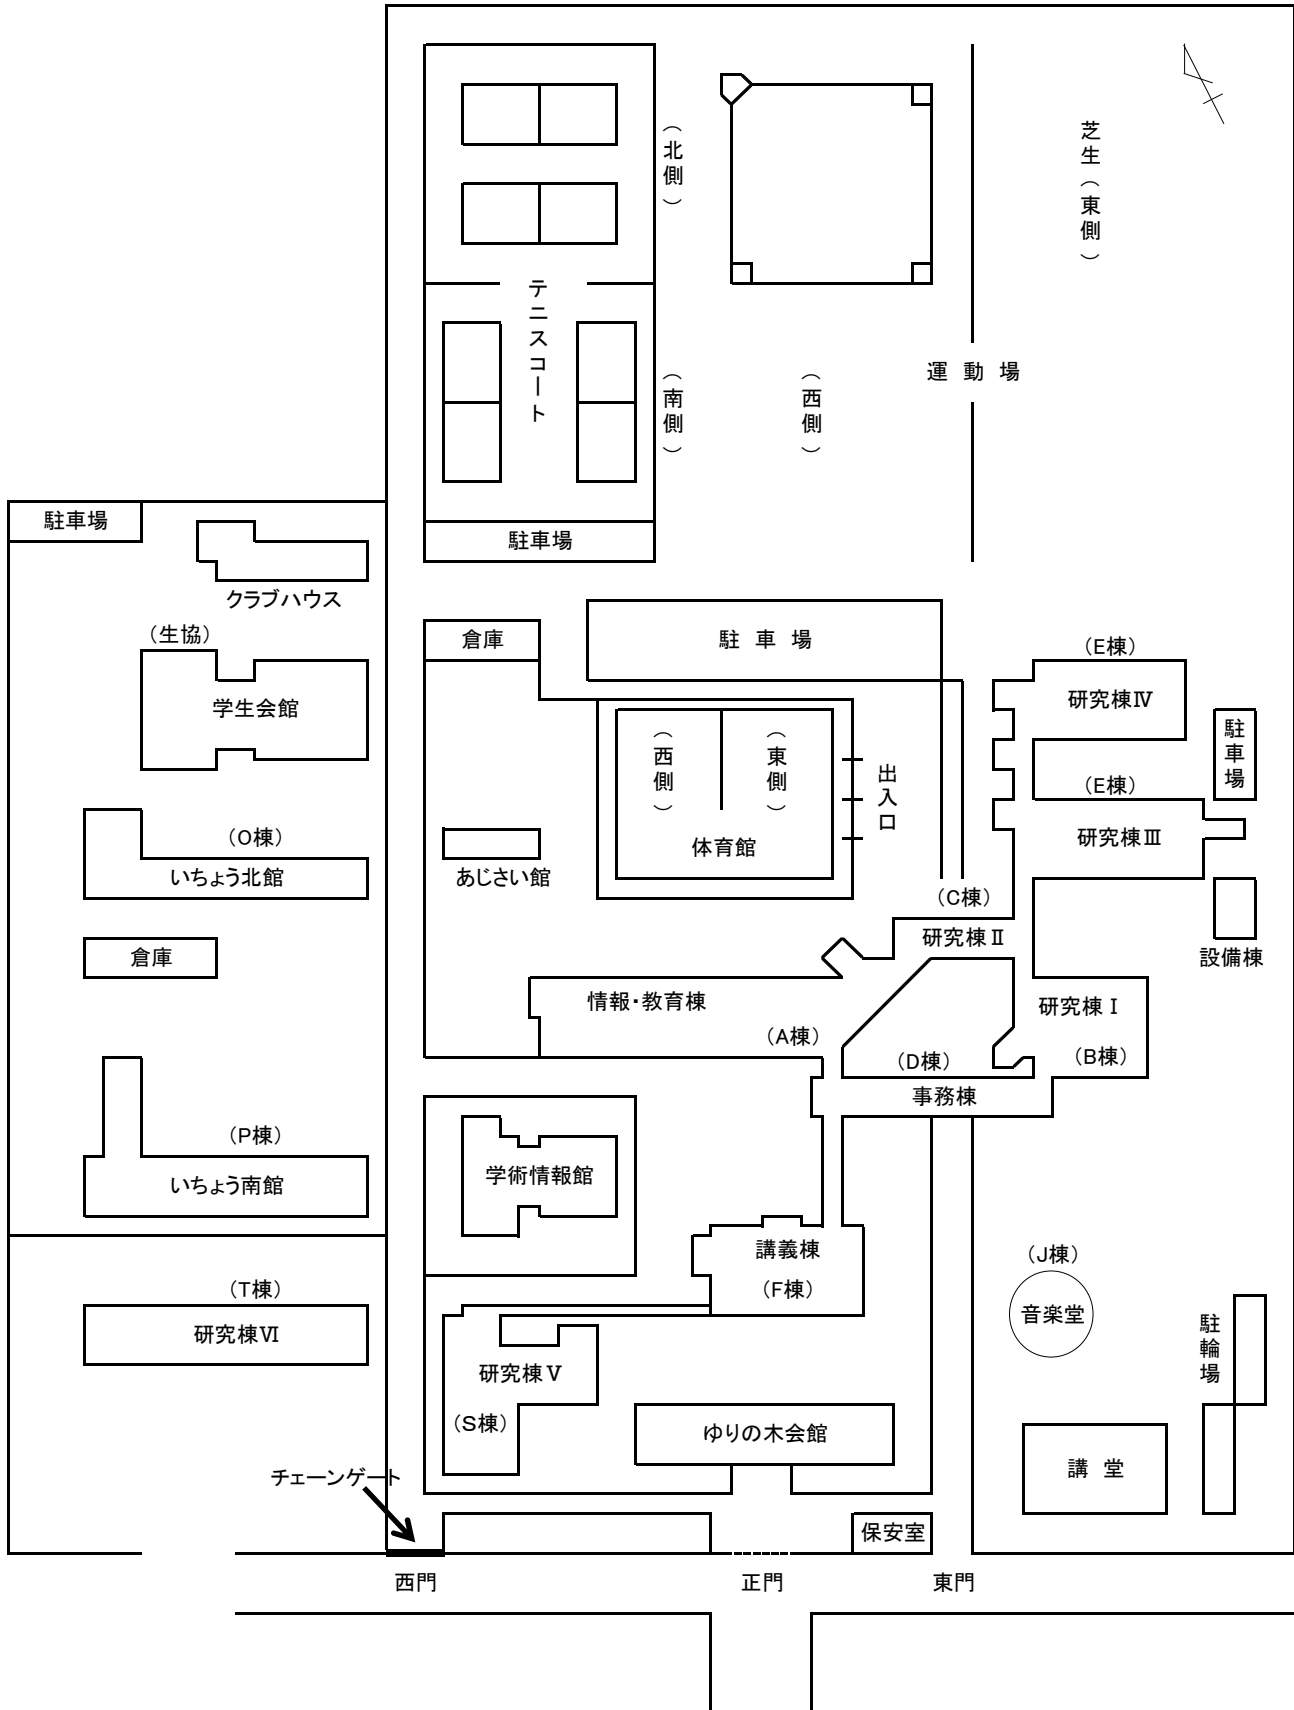 (北側)
芝生(東側)
テニスコート
(南側)
(西側)
運 動 場
駐車場
駐車場
クラブハウス
(生協)
学生会館
倉庫
駐 車 場
(E棟)
研究棟Ⅳ
駐車場
(西側)
(東側)
出入口
体育館
(E棟)
研究棟Ⅲ
(O棟)
いちょう北館
あじさい館
(C棟)
研究棟Ⅱ
倉庫
設備棟
情報・教育棟
(A棟)
研究棟Ⅰ
(B棟)
(D棟)
事務棟
(P棟)
いちょう南館
学術情報館
講義棟
(F棟)
(J棟)
音楽堂
(T棟)
研究棟Ⅵ
駐輪場
研究棟Ⅴ
(S棟)
ゆりの木会館
講 堂
チェーンゲート
保安室
西門
正門
東門